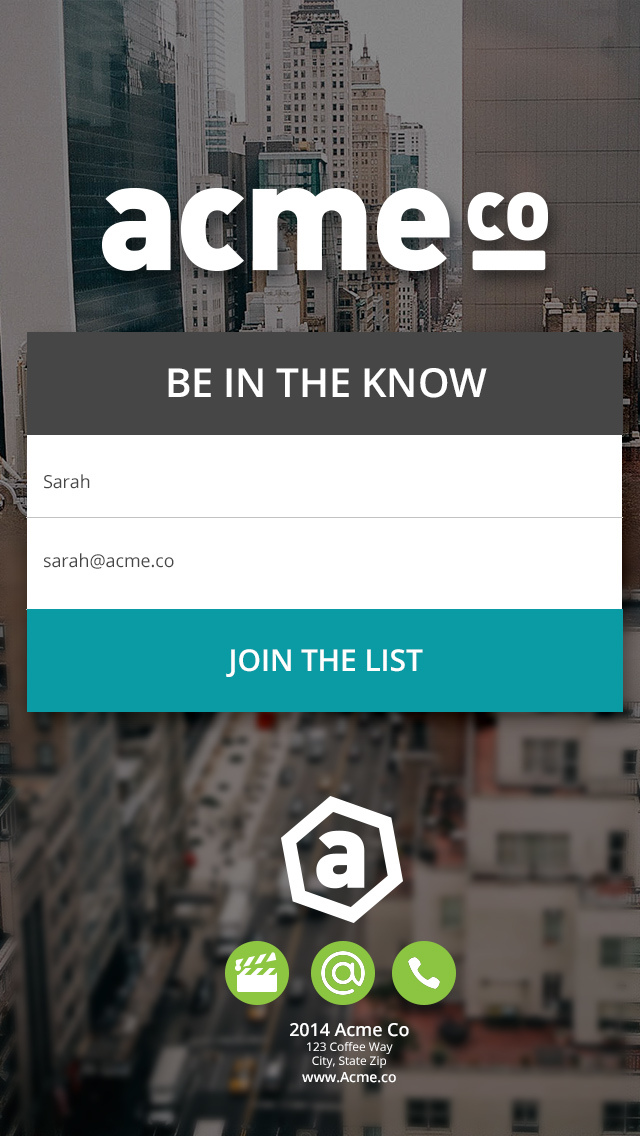 acme co
BE IN THE KNOW
Sarah
sarah@acme.co
JOIN THE LIST
a
@
2014 Acme Co
123 Coffee Way
City, State Zip
www.Acme.co